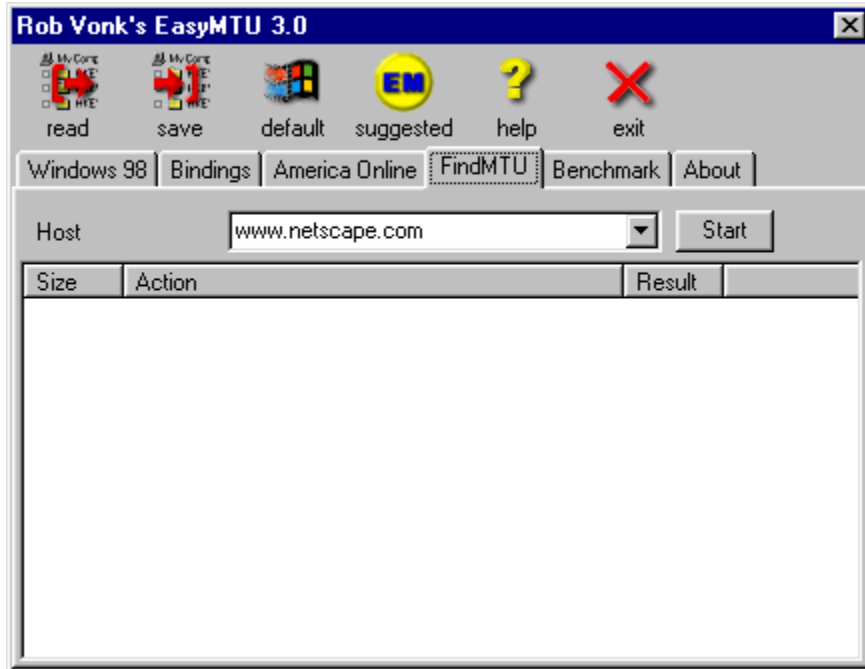 Rob Vonk's EasyMTU 3.0
EM
read save default suggested help exit
Windows 98 Bindings America Online FindMTU Benchmark About
Host www.netscape.com Start
Size Action Result